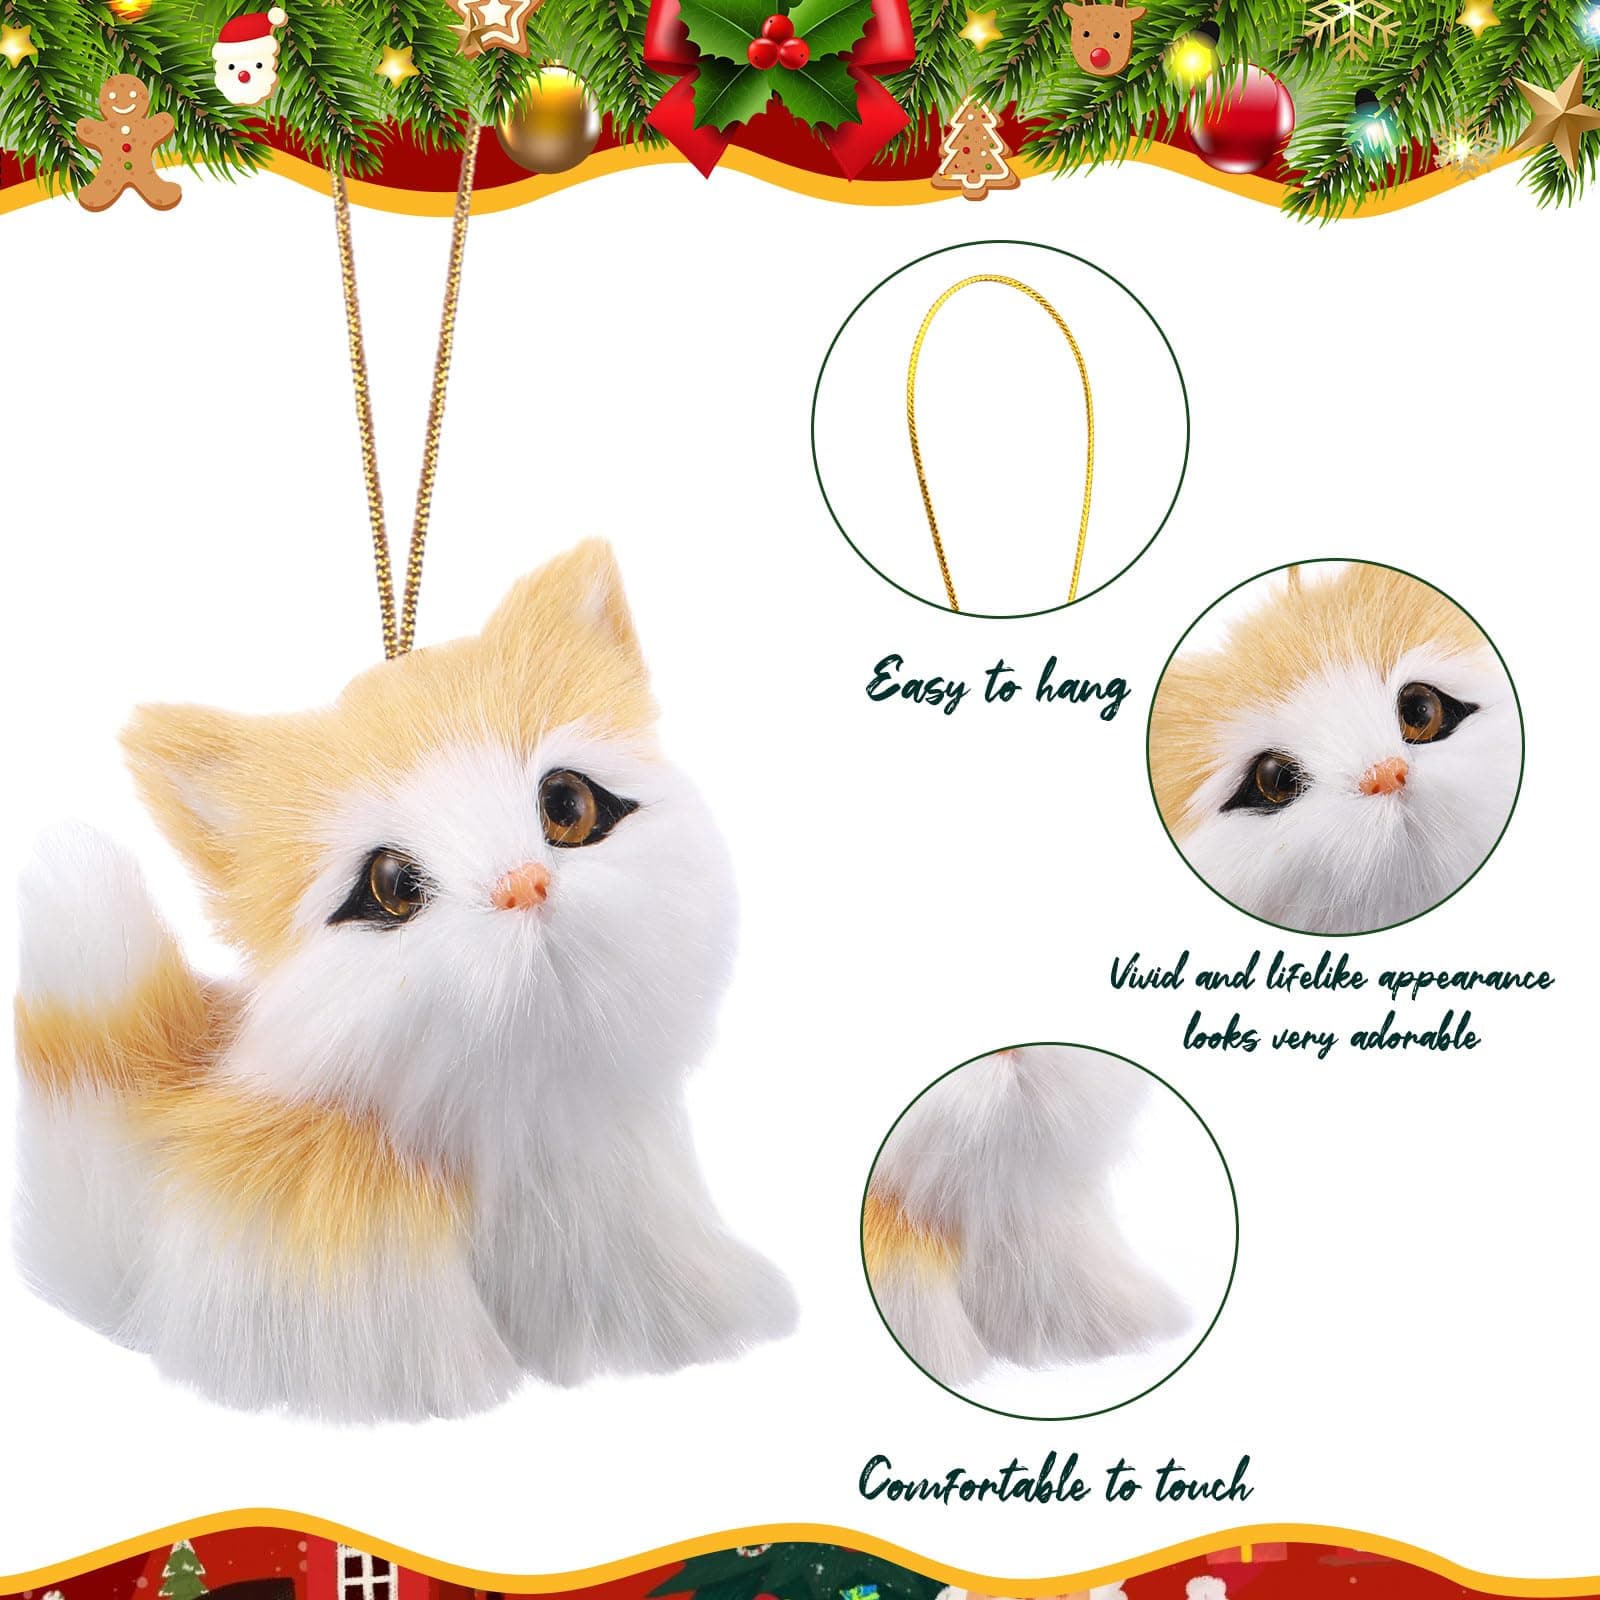 Easy to hang
Vivid and lifelike appearance
looks very adorable
Comfortable to touch